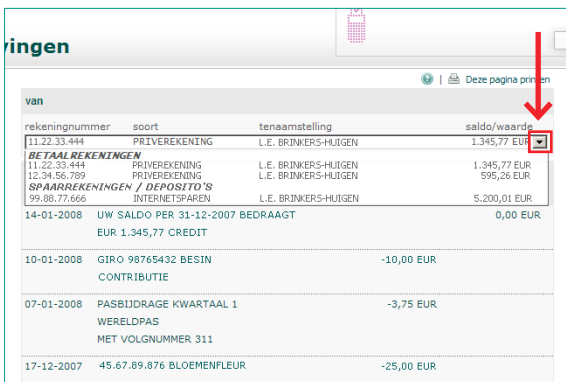 vingen
Deze pagina printen
van
rekeningnummer soort tenaamstelling saldo/waarde
11.22.33.444 PRIVEREKENING L.E. BRINKERS-HUIGEN 1.345,77 EUR
BETAALREKENINGEN
11.22.33.444 PRIVEREKENING L.E. BRINKERS-HUIGEN 1.345,77 EUR
12.34.56.789 PRIVEREKENING L.E. BRINKERS-HUIGEN 595,26 EUR
SPAARREKENINGEN / DEPOSITO'S
99.88.77.666 INTERNETSPAREN L.E. BRINKERS-HUIGEN 5.200,01 EUR
14-01-2008 UW SALDO PER 31-12-2007 BEDRAAGT 0,00 EUR
EUR 1.345,77 CREDIT
10-01-2008 GIRO 98765432 BESIN -10,00 EUR
CONTRIBUTIE
07-01-2008 PASBIJDRAGE KWARTAAL 1 -3,75 EUR
WERELDPAS
MET VOLGNUMMER 311
17-12-2007 45.67.89.876 BLOEMENFLEUR -25,00 EUR